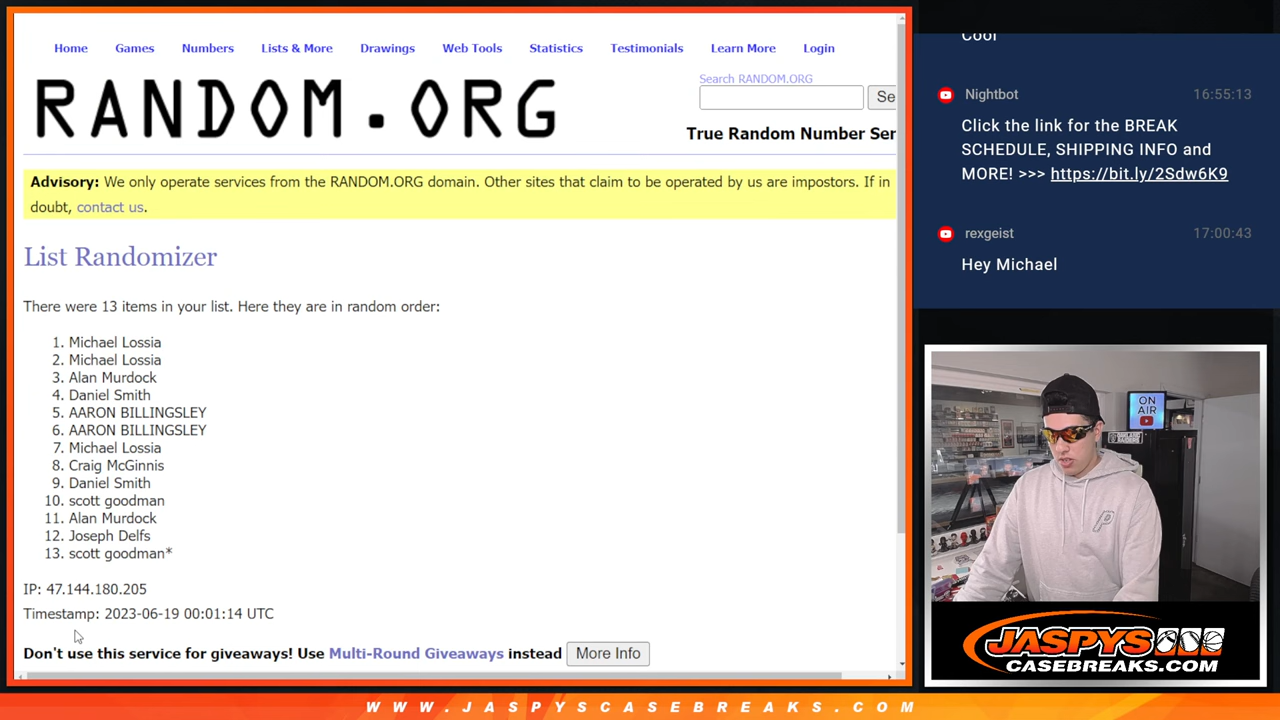 Home Games Numbers Lists & More Drawings Web Tools Statistics Testimonials Learn More Login
RANDOM.ORG
Search RANDOM.ORG
Se
True Random Number Ser
Advisory: We only operate services from the RANDOM.ORG domain. Other sites that claim to be operated by us are impostors. If in
doubt, contact us.
List Randomizer
There were 13 items in your list. Here they are in random order:
1. Michael Lossia
2. Michael Lossia
3. Alan Murdock
4. Daniel Smith
5. AARON BILLINGSLEY
6. AARON BILLINGSLEY
7. Michael Lossia
8. Craig McGinnis
9. Daniel Smith
10. scott goodman
11. Alan Murdock
12. Joseph Delfs
13. scott goodman*
IP: 47.144.180.205
Timestamp: 2023-06-19 00:01:14 UTC
Don't use this service for giveaways! Use Multi-Round Giveaways instead More Info
Cool
Nightbot 16:55:13
Click the link for the BREAK
SCHEDULE, SHIPPING INFO and
MORE! >>> https://bit.ly/2Sdw6K9
rexgeist 17:00:43
Hey Michael
ON
AIR
JASPYS
CASEBREAKS.COM
WWW.JASPYSCASEBREAKS.COM